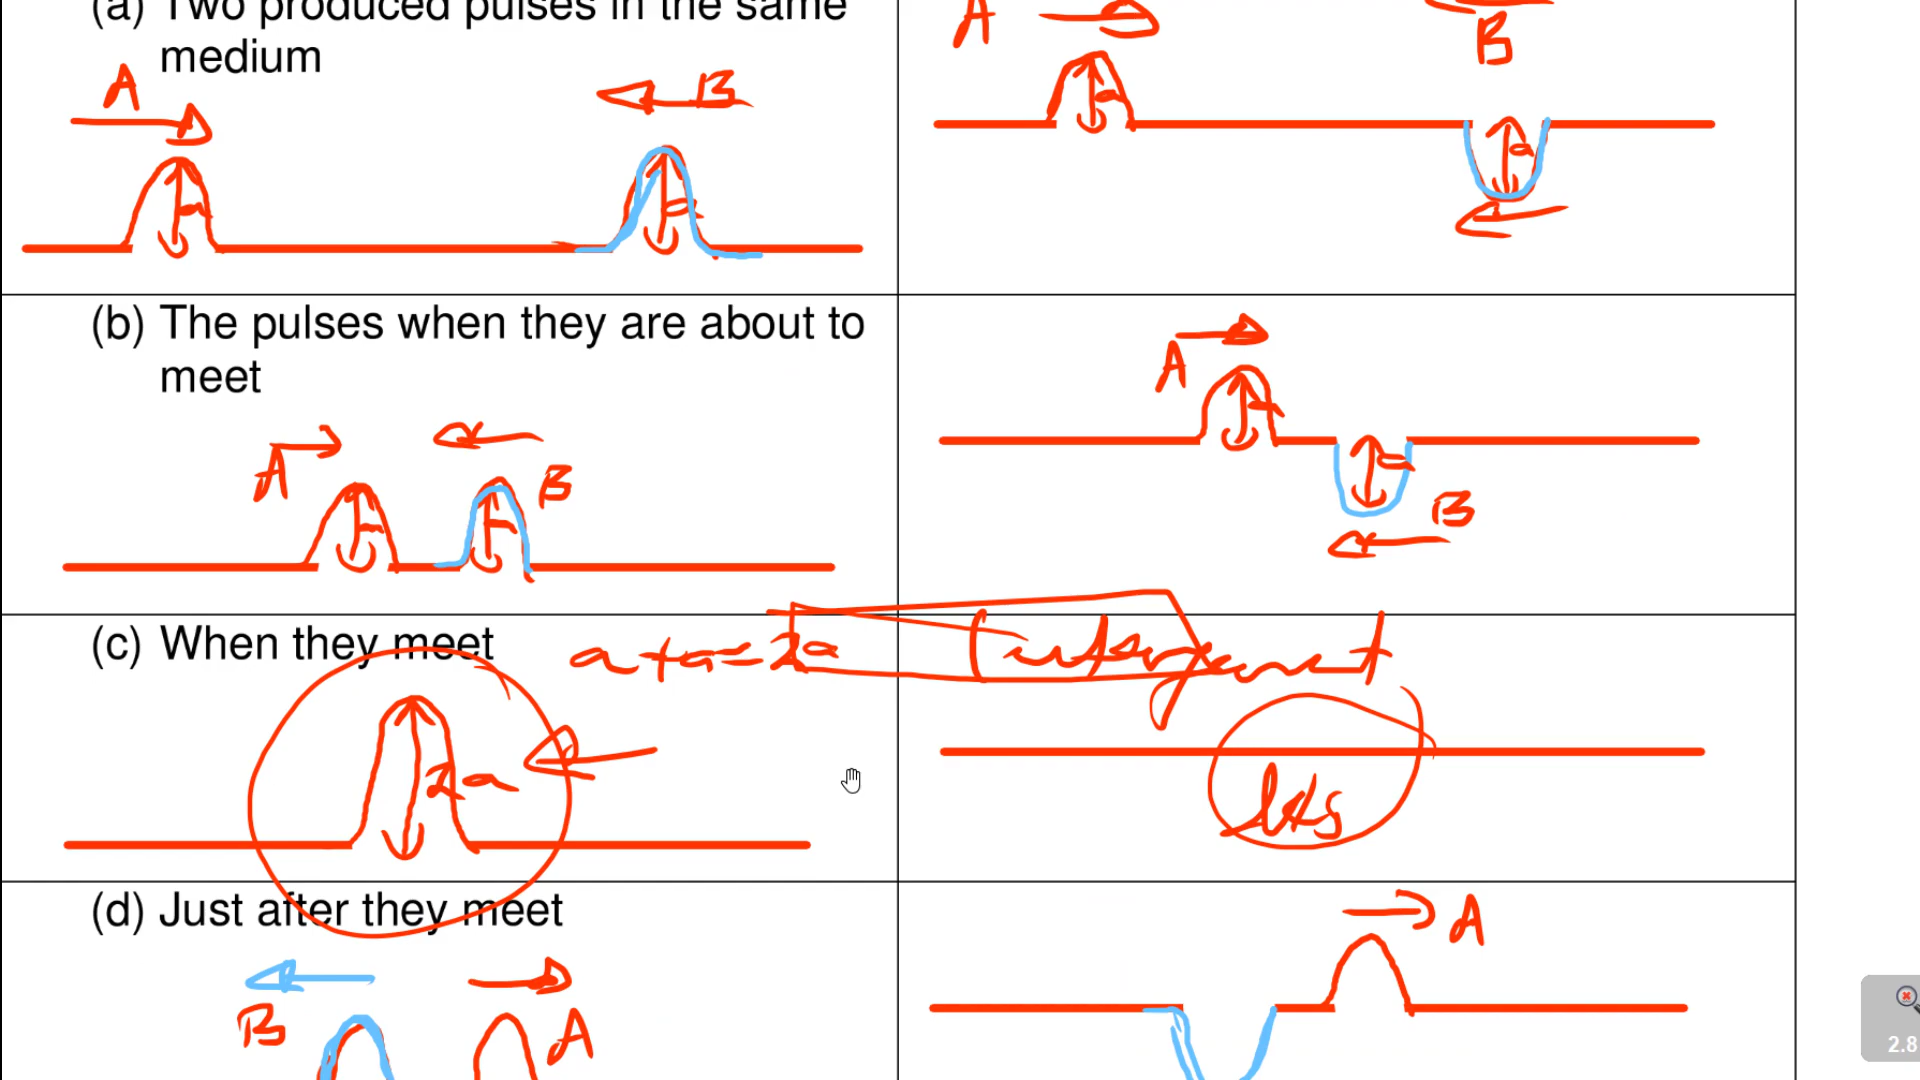 (a) Two produced pulses in the same
medium
A
B
a
a
A
B
a
a
(b) The pulses when they are about to
meet
A
B
A
a
B
(c) When they meet
a+a=2a
2a
(d) Just after they meet
B
A
A
2.8